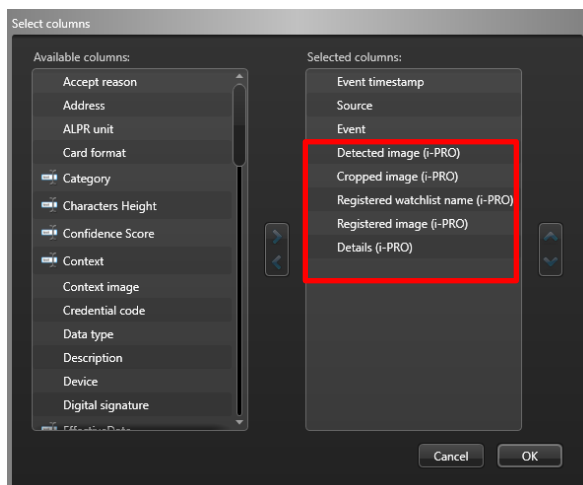 Select columns
Available columns:
Accept reason
Address
ALPR unit
Card format
Category
Characters Height
Confidence Score
Context
Context image
Credential code
Data type
Description
Device
Digital signature
EffectiveDate
Selected columns:
Event timestamp
Source
Event
Detected image (i-PRO)
Cropped image (i-PRO)
Registered watchlist name (i-PRO)
Registered image (i-PRO)
Details (i-PRO)
Cancel
OK